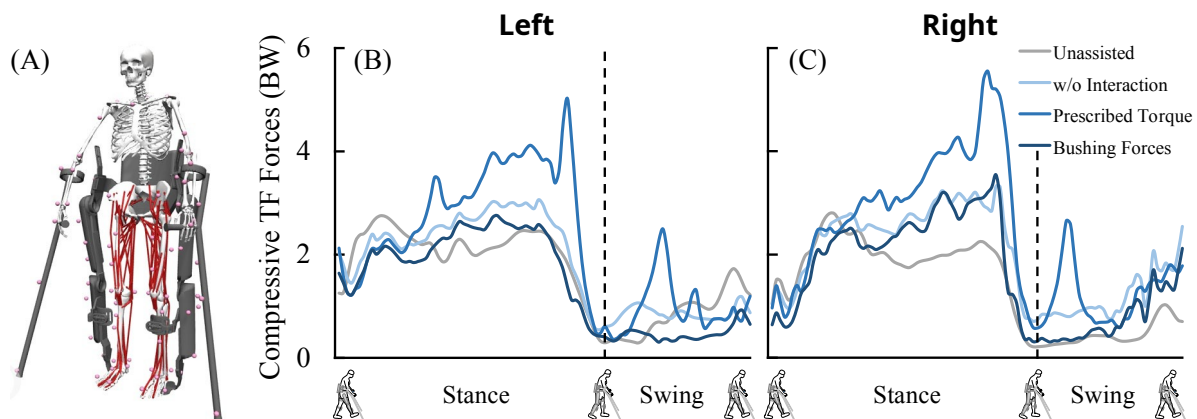 Left
Right
(A)
(B)
(C)
Unassisted
w/o Interaction
Prescribed Torque
Bushing Forces
Compressive TF Forces (BW)
6
4
2
0
Stance
Swing
Stance
Swing